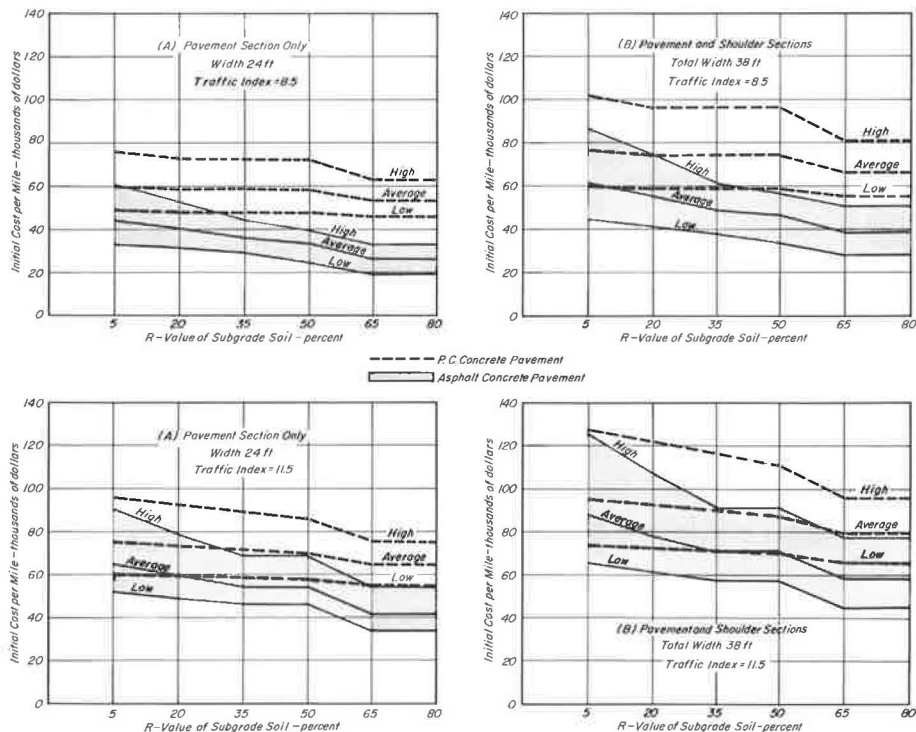 140
120
100
80
60
40
20
0
Initial Cost per Mile—thousands of dollars
(A) Pavement Section Only
Width 24 ft
Traffic Index=8.5
High
Average
Low
High
Average
Low
5 20 35 50 65 80
R-Value of Subgrade Soil-percent
140
120
100
80
60
40
20
0
Initial Cost per Mile—thousands of dollars
(B) Pavement and Shoulder Sections
Total Width 38 ft
Traffic Index=8.5
High
Average
Low
High
Average
Low
5 20 35 50 65 80
R-Value of Subgrade Soil-percent
P.C. Concrete Pavement
Asphalt Concrete Pavement
140
120
100
80
60
40
20
0
Initial Cost per Mile—thousands of dollars
(A) Pavement Section Only
Width 24 ft
Traffic Index=11.5
High
High
Average
Average
Low
Low
5 20 35 50 65 80
R-Value of Subgrade Soil-percent
140
120
100
80
60
40
20
0
Initial Cost per Mile—thousands of dollars
High
High
Average
Average
Low
Low
(B) Pavement and Shoulder Sections
Total Width 38 ft
Traffic Index=11.5
5 20 35 50 65 80
R-Value of Subgrade Soil-percent